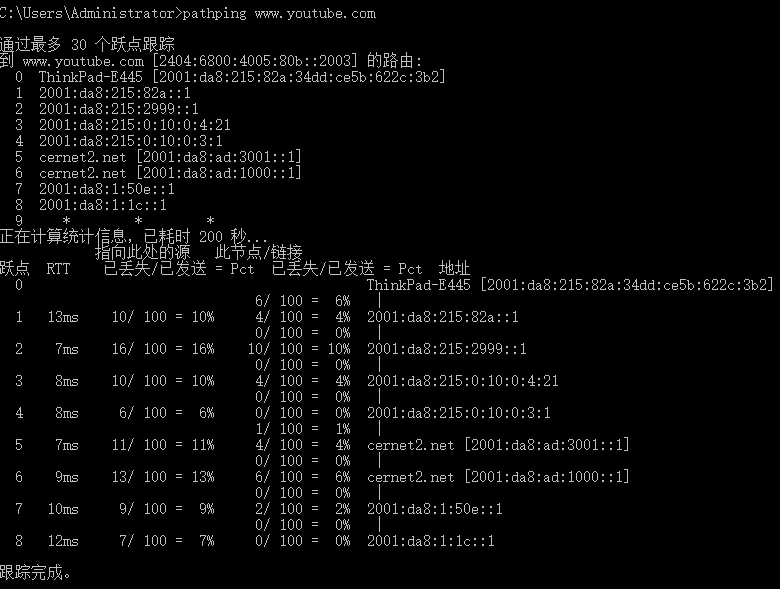 C:\Users\Administrator>pathping www.youtube.com
通过最多 30 个跃点跟踪
到 www.youtube.com [2404:6800:4005:80b::2003] 的路由:
0 ThinkPad-E445 [2001:da8:215:82a:34dd:ce5b:622c:3b2]
1 2001:da8:215:82a::1
2 2001:da8:215:2999::1
3 2001:da8:215:0:10:0:4:21
4 2001:da8:215:0:10:0:3:1
5 cernet2.net [2001:da8:ad:3001::1]
6 cernet2.net [2001:da8:ad:1000::1]
7 2001:da8:1:50e::1
8 2001:da8:1:1c::1
9 * * *
正在计算统计信息，已耗时 200 秒...
指向此处的源 此节点/链接
跃点 RTT 已丢失/已发送 = Pct 已丢失/已发送 = Pct 地址
0 ThinkPad-E445 [2001:da8:215:82a:34dd:ce5b:622c:3b2]
6/ 100 = 6% |
1 13ms 10/ 100 = 10% 4/ 100 = 4% 2001:da8:215:82a::1
0/ 100 = 0% |
2 7ms 16/ 100 = 16% 10/ 100 = 10% 2001:da8:215:2999::1
0/ 100 = 0% |
3 8ms 10/ 100 = 10% 4/ 100 = 4% 2001:da8:215:0:10:0:4:21
0/ 100 = 0% |
4 8ms 6/ 100 = 6% 0/ 100 = 0% 2001:da8:215:0:10:0:3:1
1/ 100 = 1% |
5 7ms 11/ 100 = 11% 4/ 100 = 4% cernet2.net [2001:da8:ad:3001::1]
0/ 100 = 0% |
6 9ms 13/ 100 = 13% 6/ 100 = 6% cernet2.net [2001:da8:ad:1000::1]
0/ 100 = 0% |
7 10ms 9/ 100 = 9% 2/ 100 = 2% 2001:da8:1:50e::1
0/ 100 = 0% |
8 12ms 7/ 100 = 7% 0/ 100 = 0% 2001:da8:1:1c::1
跟踪完成。